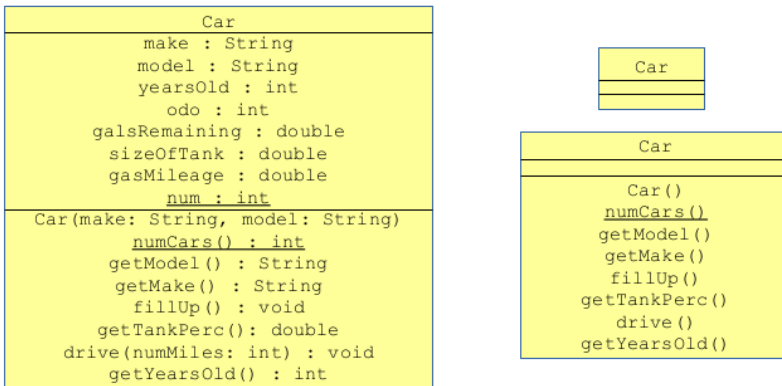 Car
make : String
model : String
yearsOld : int
odo : int
galsRemaining : double
sizeOfTank : double
gasMileage : double
num : int
Car(make: String, model: String)
numCars() : int
getModel() : String
getMake() : String
fillUp() : void
getTankPerc(): double
drive(numMiles: int) : void
getYearsOld() : int
Car
Car
Car()
numCars()
getModel()
getMake()
fillUp()
getTankPerc()
drive()
getYearsOld()